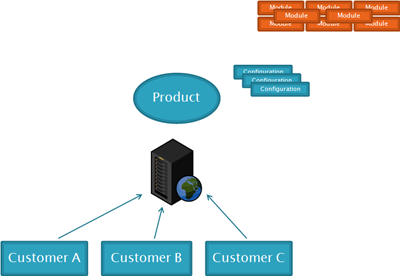 Module Module Module
Module Module
Module Module Module
Configuration
Configuration
Configuration
Product
Customer A Customer B Customer C